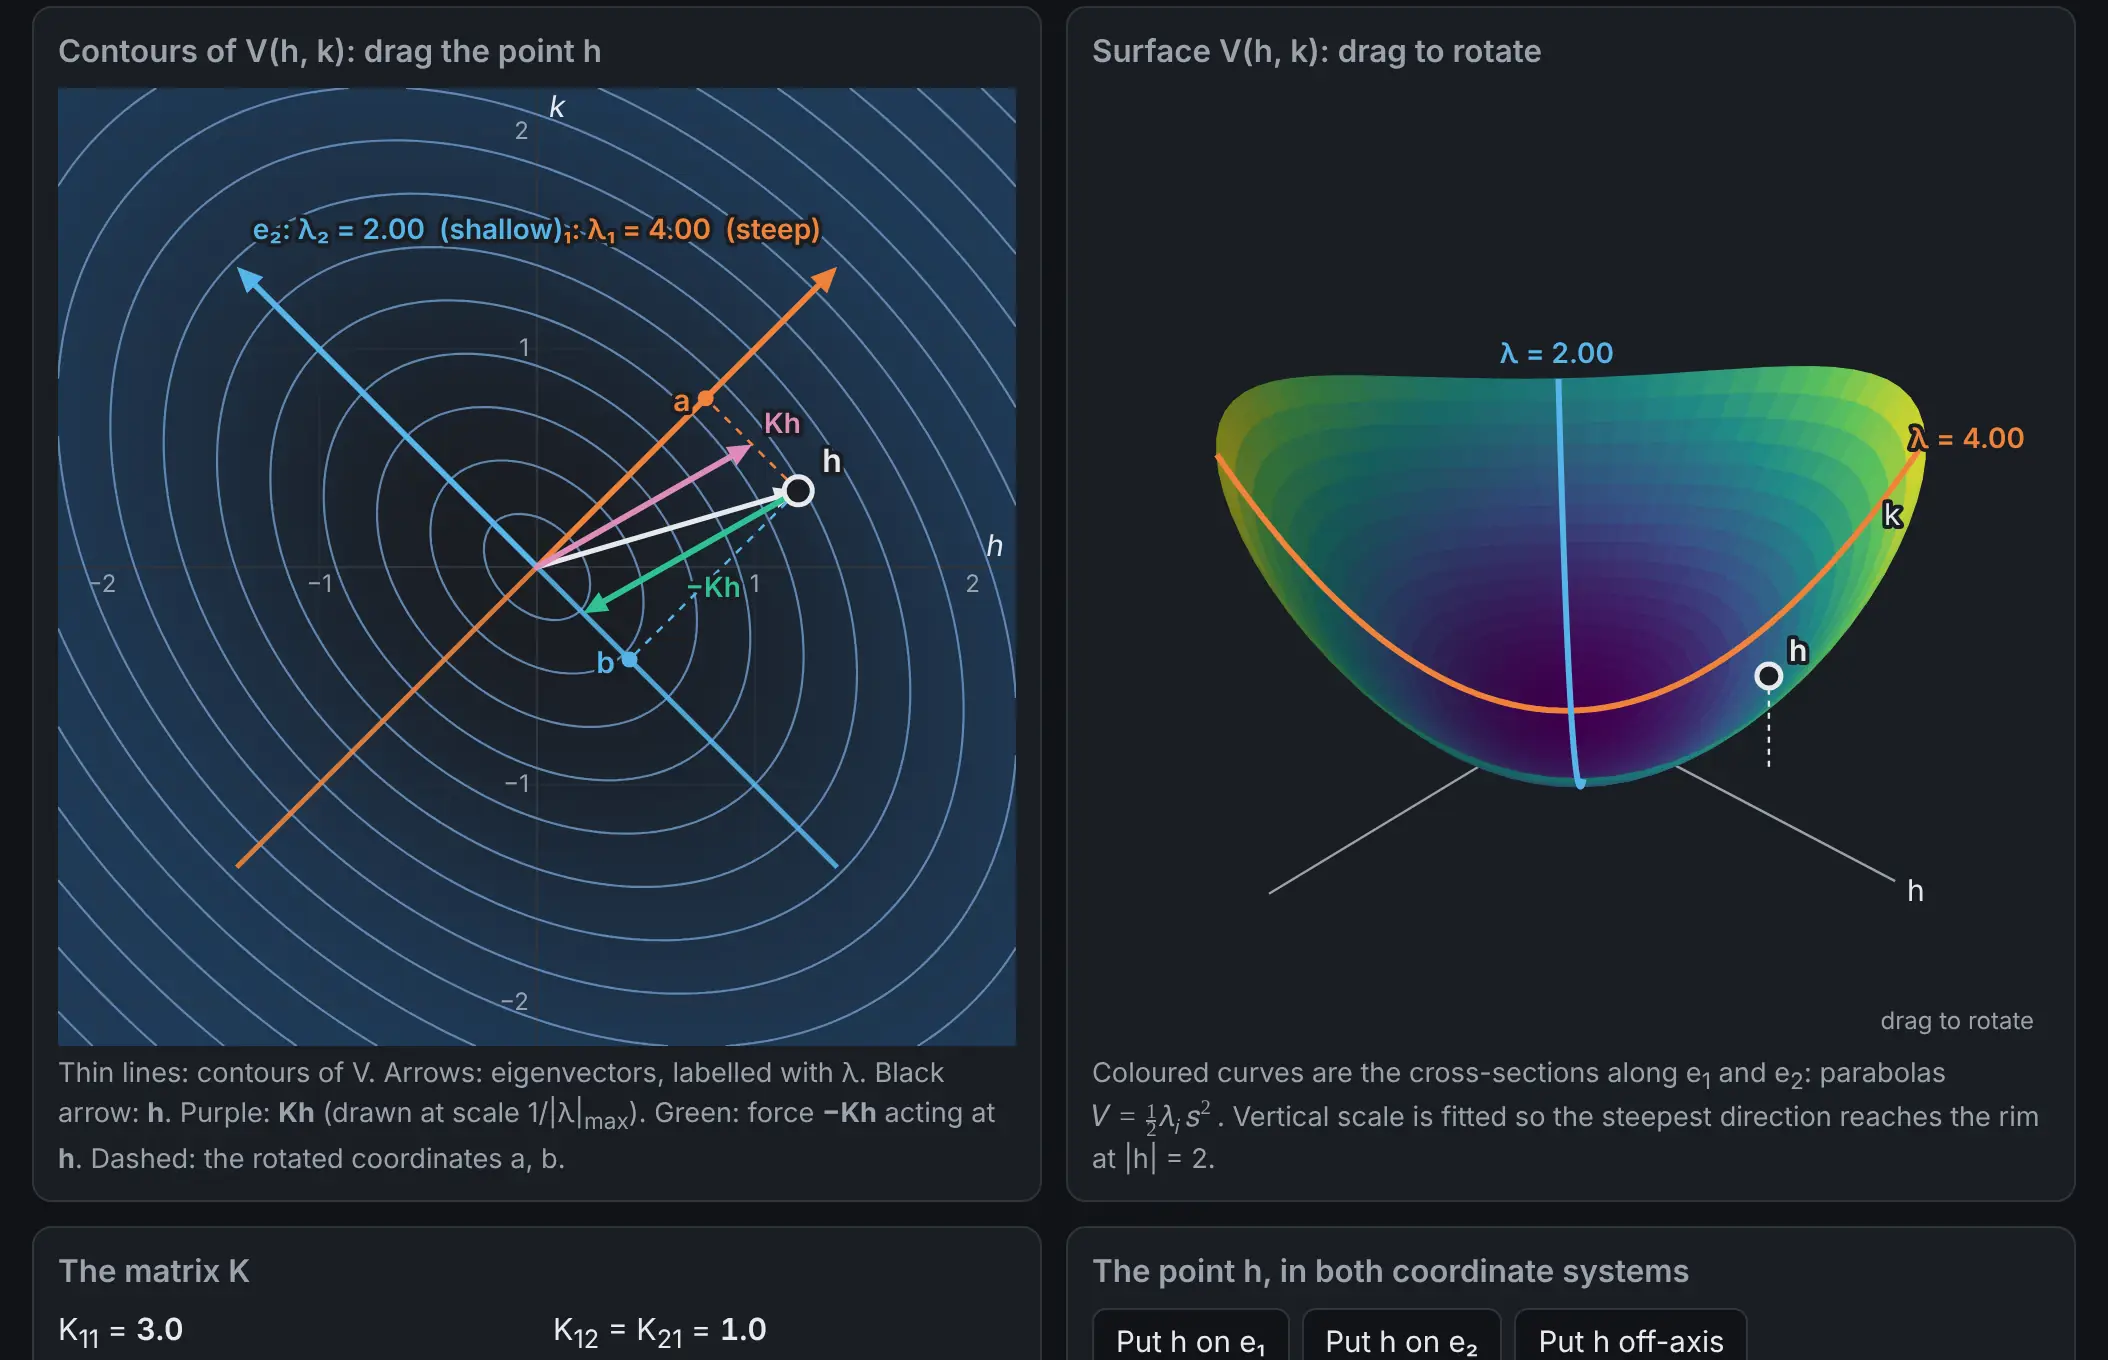 Contours of V(h, k): drag the point h
k
2
e₂: λ₂ = 2.00 (shallow)₁: λ₁ = 4.00 (steep)
1
a
Kh
h
h
−2
−1
−Kh
1
2
b
−1
−2
Thin lines: contours of V. Arrows: eigenvectors, labelled with λ. Black
arrow: h. Purple: Kh (drawn at scale 1/|λ|max). Green: force −Kh acting at
h. Dashed: the rotated coordinates a, b.
Surface V(h, k): drag to rotate
λ = 2.00
λ = 4.00
k
h
h
drag to rotate
Coloured curves are the cross-sections along e₁ and e₂: parabolas
V = ½λᵢs². Vertical scale is fitted so the steepest direction reaches the rim
at |h| = 2.
The matrix K
K₁₁ = 3.0
K₁₂ = K₂₁ = 1.0
The point h, in both coordinate systems
Put h on e₁
Put h on e₂
Put h off-axis